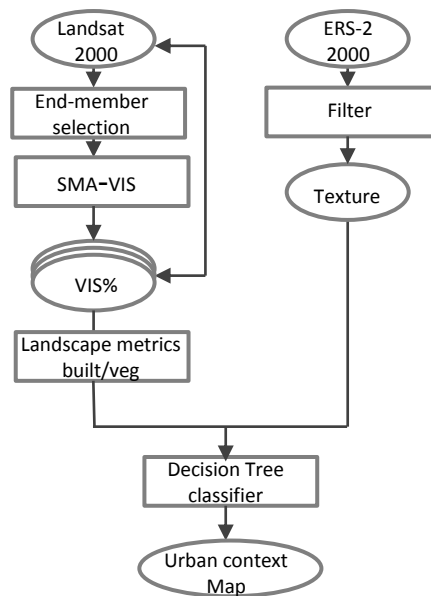 Landsat
2000
End-member
selection
SMA-VIS
VIS%
Landscape metrics
built/veg
ERS-2
2000
Filter
Texture
Decision Tree
classifier
Urban context
Map